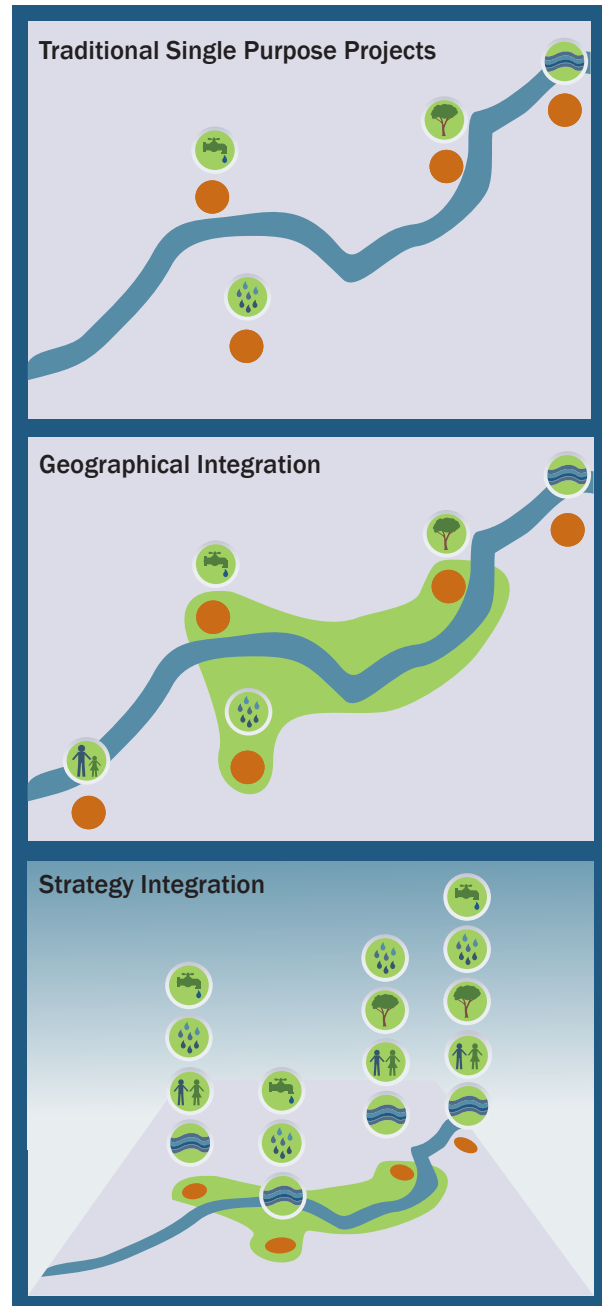 Traditional Single Purpose Projects
Geographical Integration
Strategy Integration